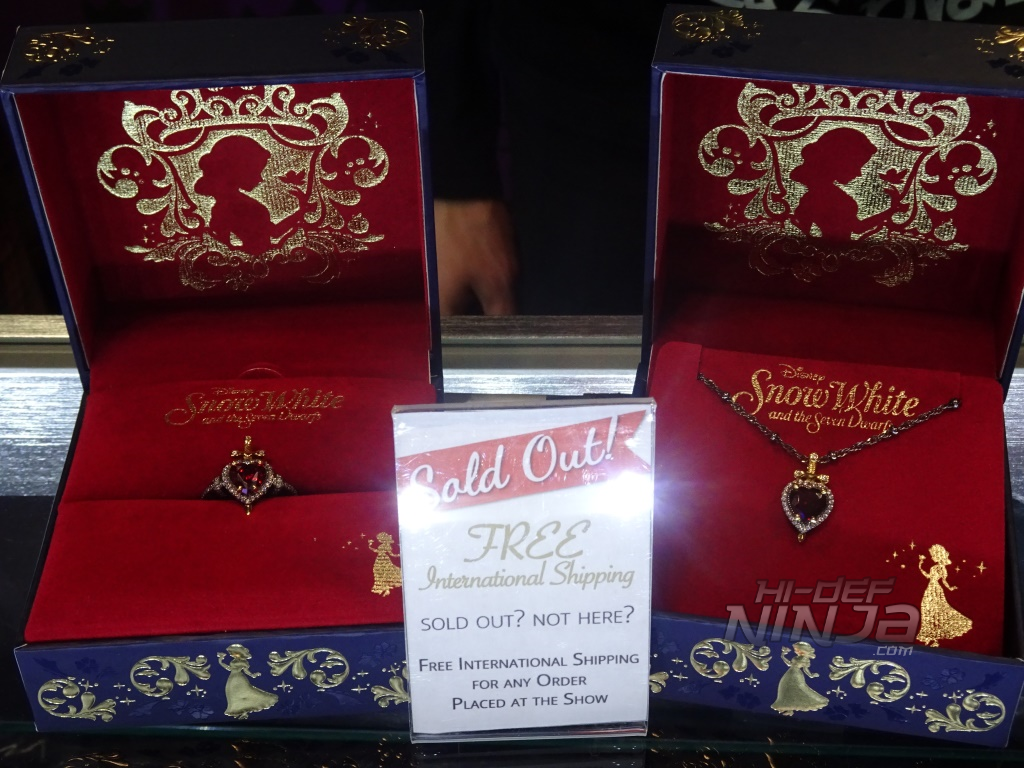 Disney
Snow White
and the Seven Dwarfs
Disney
Snow White
and the Seven Dwarfs
Sold Out!
FREE
International Shipping
SOLD OUT? NOT HERE?
FREE INTERNATIONAL SHIPPING
FOR ANY ORDER
PLACED AT THE SHOW
HI-DEF
NINJA
.COM